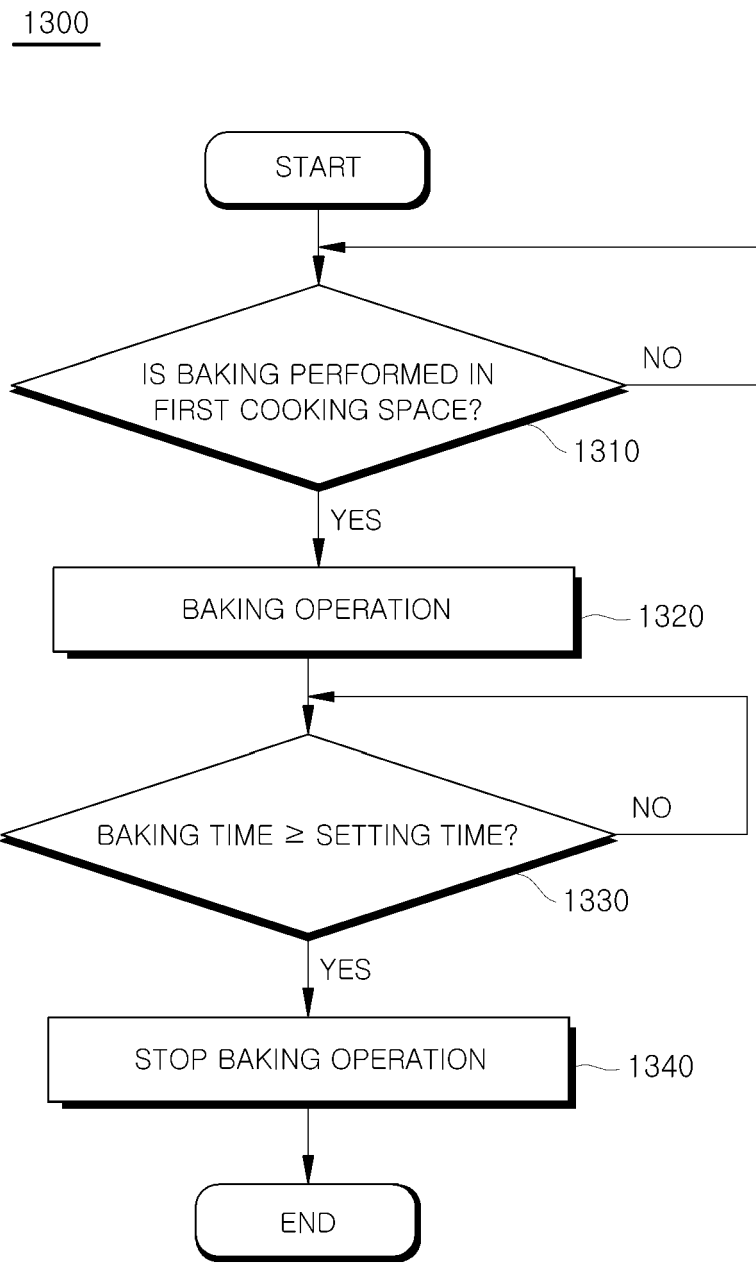 1300
START
IS BAKING PERFORMED IN
FIRST COOKING SPACE?
NO
1310
YES
BAKING OPERATION
1320
BAKING TIME ≥ SETTING TIME?
NO
1330
YES
STOP BAKING OPERATION
1340
END